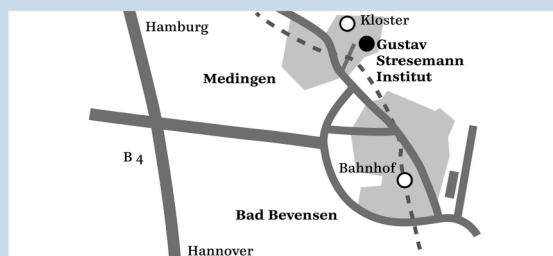 Hamburg
Kloster
Gustav
Stresemann
Institut
Medingen
B 4
Bahnhof
Bad Bevensen
Hannover